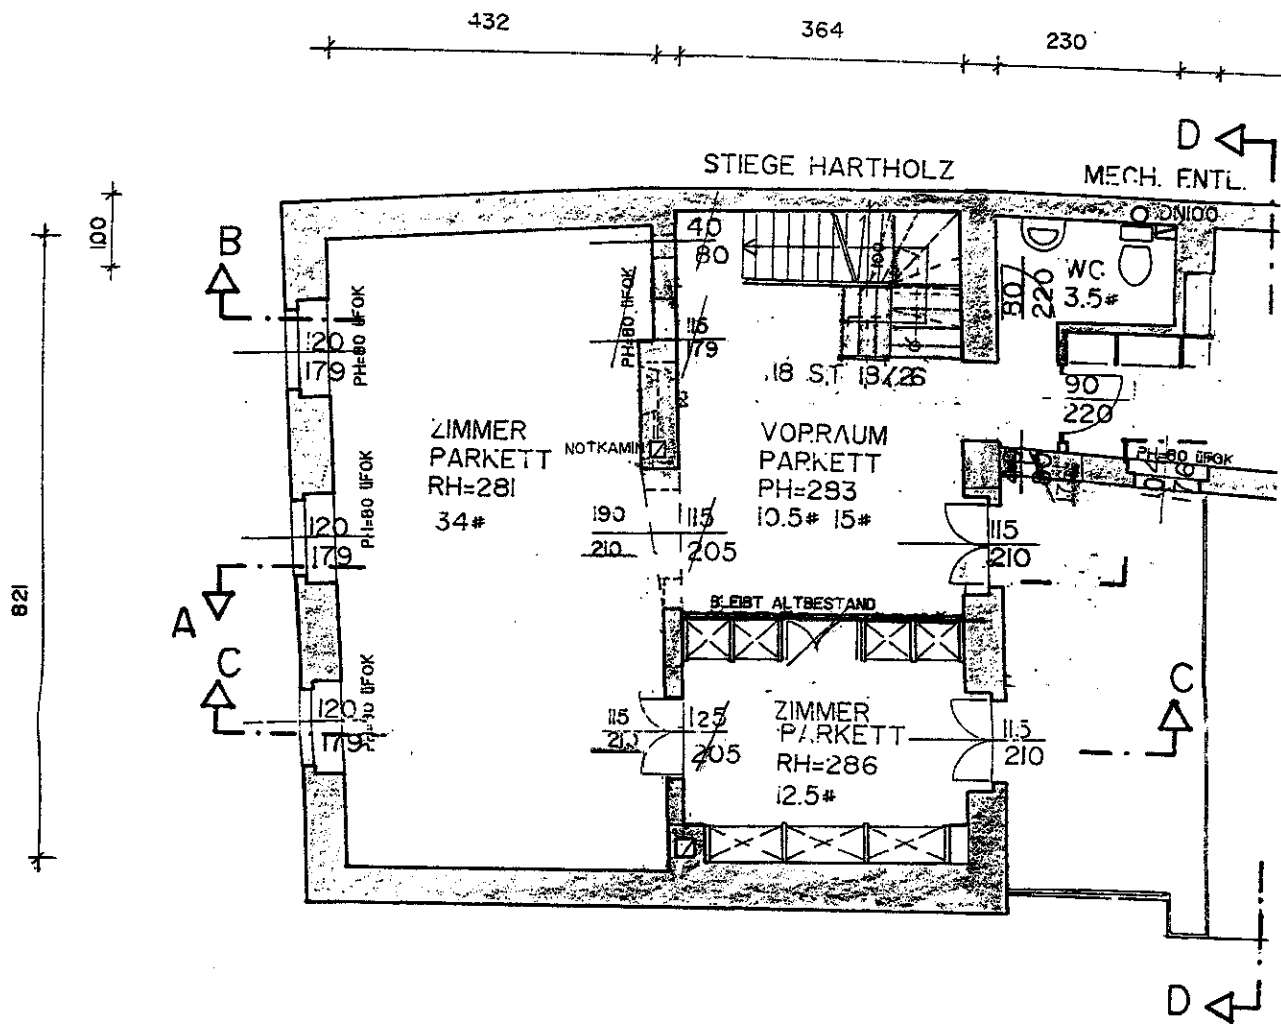 432
364
230
D
STIEGE HARTHOLZ
MECH. ENTL.
100
DN100
B
40
80
WC
3.5#
80
220
100
PH=80 ÜFOK
PH=80 ÜFOK
120
179
115
179
18 ST 18/26
90
220
ZIMMER
PARKETT
RH=281
34#
NOTKAMIN
VORRAUM
PARKETT
PH=283
10.5# 15#
PH=80 ÜFOK
PH=80 ÜFOK
120
179
190
210
115
205
115
210
821
A
BLEIBT ALTBESTAND
C
C
120
179
115
210
125
205
ZIMMER
PARKETT
RH=286
12.5#
115
210
D